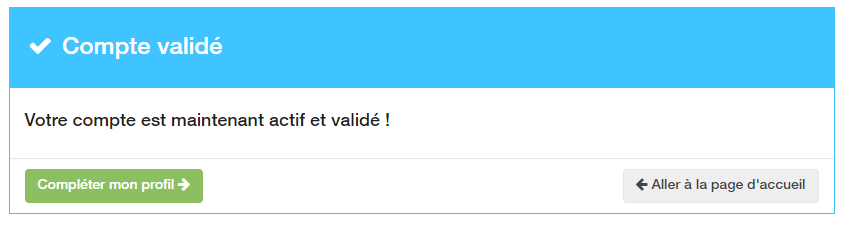 Compte validé
Votre compte est maintenant actif et validé !
Compléter mon profil
Aller à la page d'accueil